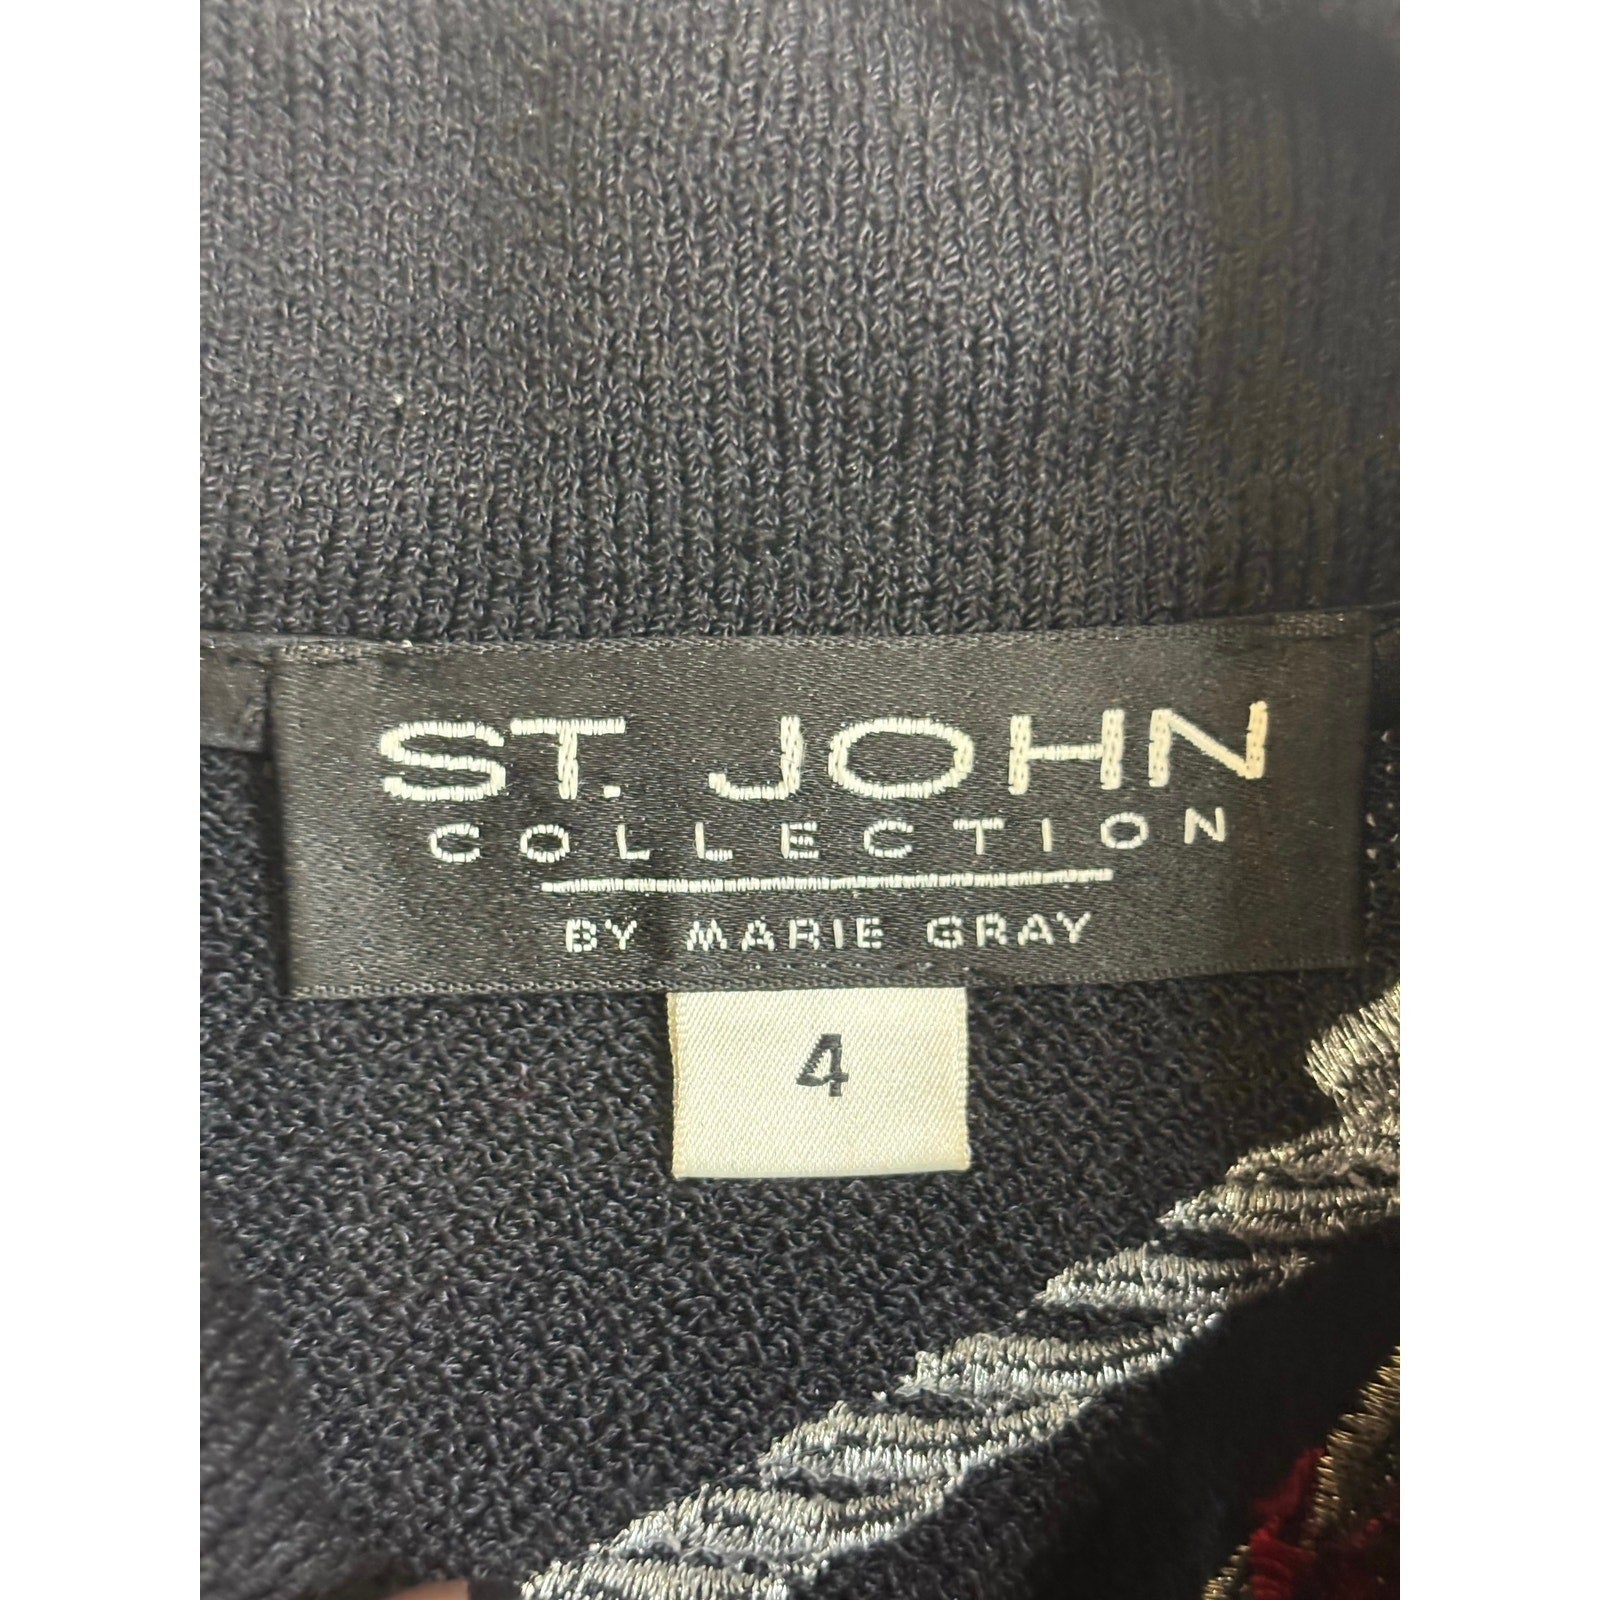 ST. JOHN
COLLECTION
BY MARIE GRAY
4